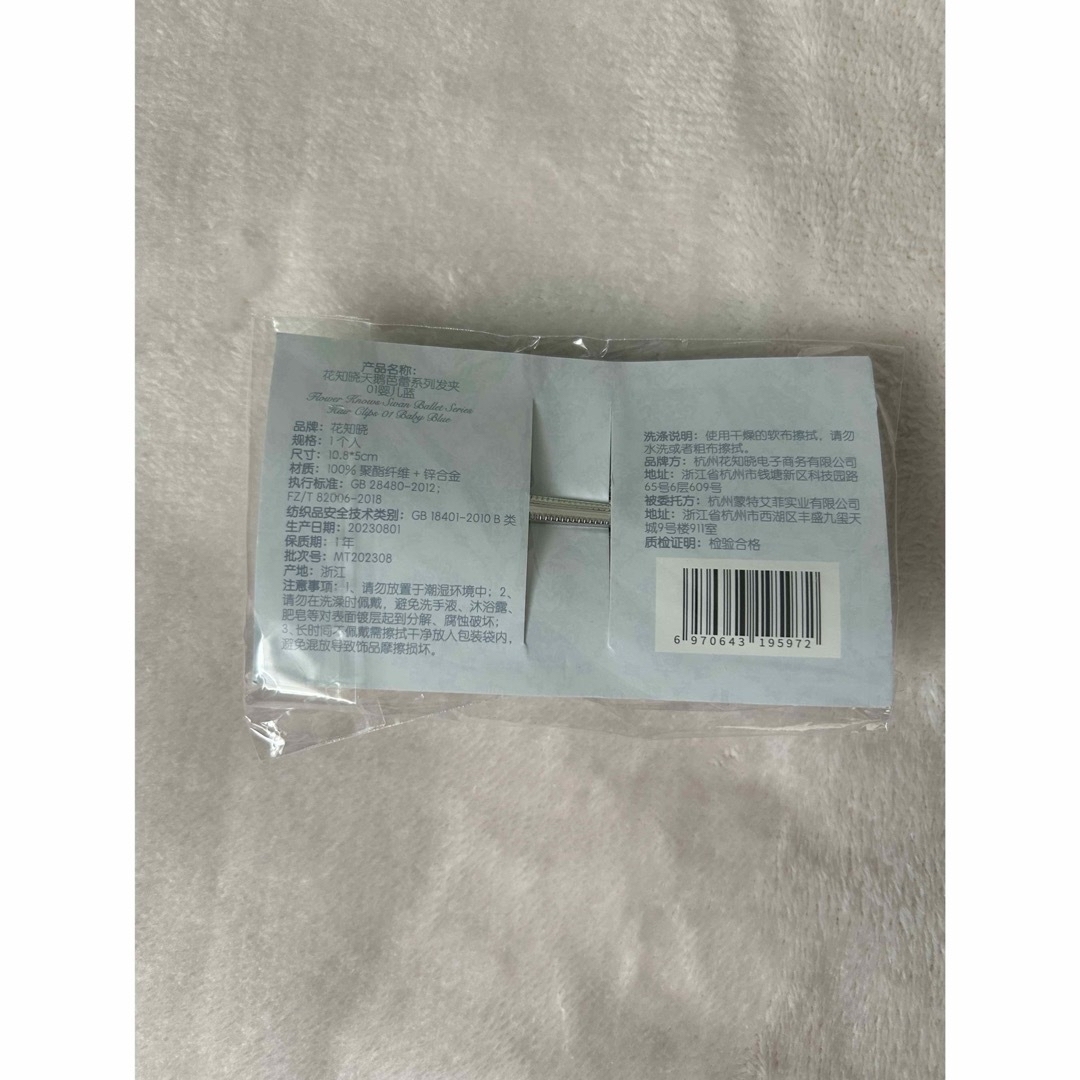 产品名称：
花知晓天鹅芭蕾系列发夹
01婴儿蓝
Flower Knows Swan Ballet Series
Hair Clips 01 Baby Blue
品牌：花知晓
规格：1个人
尺寸：10.8*5cm
材质：100%聚酯纤维+锌合金
执行标准：GB 28480-2012；
FZ/T 82006-2018
纺织品安全技术类别：GB 18401-2010 B类
生产日期：20230801
保质期：1年
批次号：MT202308
产地：浙江
注意事项：1、请勿放置于潮湿环境中；2、
请勿在洗澡时佩戴，避免洗手液、沐浴露、
肥皂等对表面镀层起到分解、腐蚀破坏；
3、长时间不佩戴需擦拭干净放入包装袋内，
避免混放导致饰品摩擦损坏。
洗涤说明：使用干燥的软布擦拭，请勿
水洗或者粗布擦拭。
品牌方：杭州花知晓电子商务有限公司
地址：浙江省杭州市钱塘新区科技园路
65号6层609号
被委托方：杭州蒙特艾菲实业有限公司
地址：浙江省杭州市西湖区丰盛九玺天
城9号楼911室
质检证明：检验合格
6 970643 195972